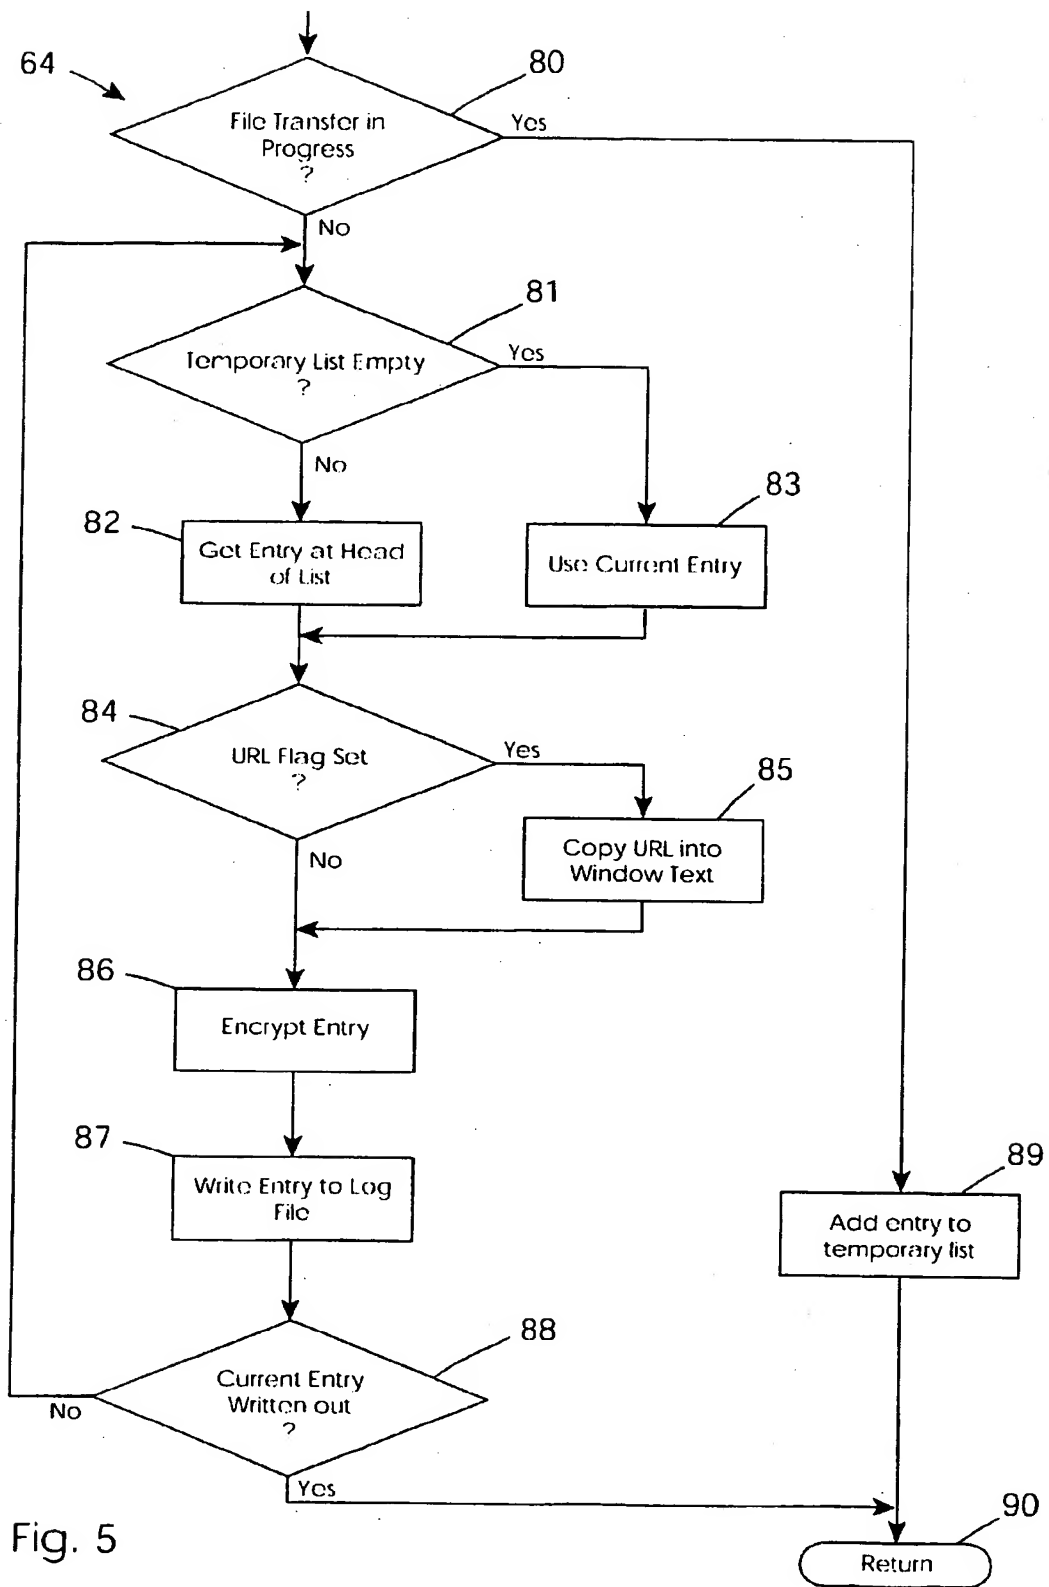 64
80
File Transfer in
Progress
?
Yes
No
81
Temporary List Empty
?
Yes
No
82
Get Entry at Head
of List
83
Use Current Entry
84
URL Flag Set
?
Yes
No
85
Copy URL into
Window Text
86
Encrypt Entry
87
Write Entry to Log
File
89
Add entry to
temporary list
88
Current Entry
Written out
?
No
Yes
90
Return
Fig. 5